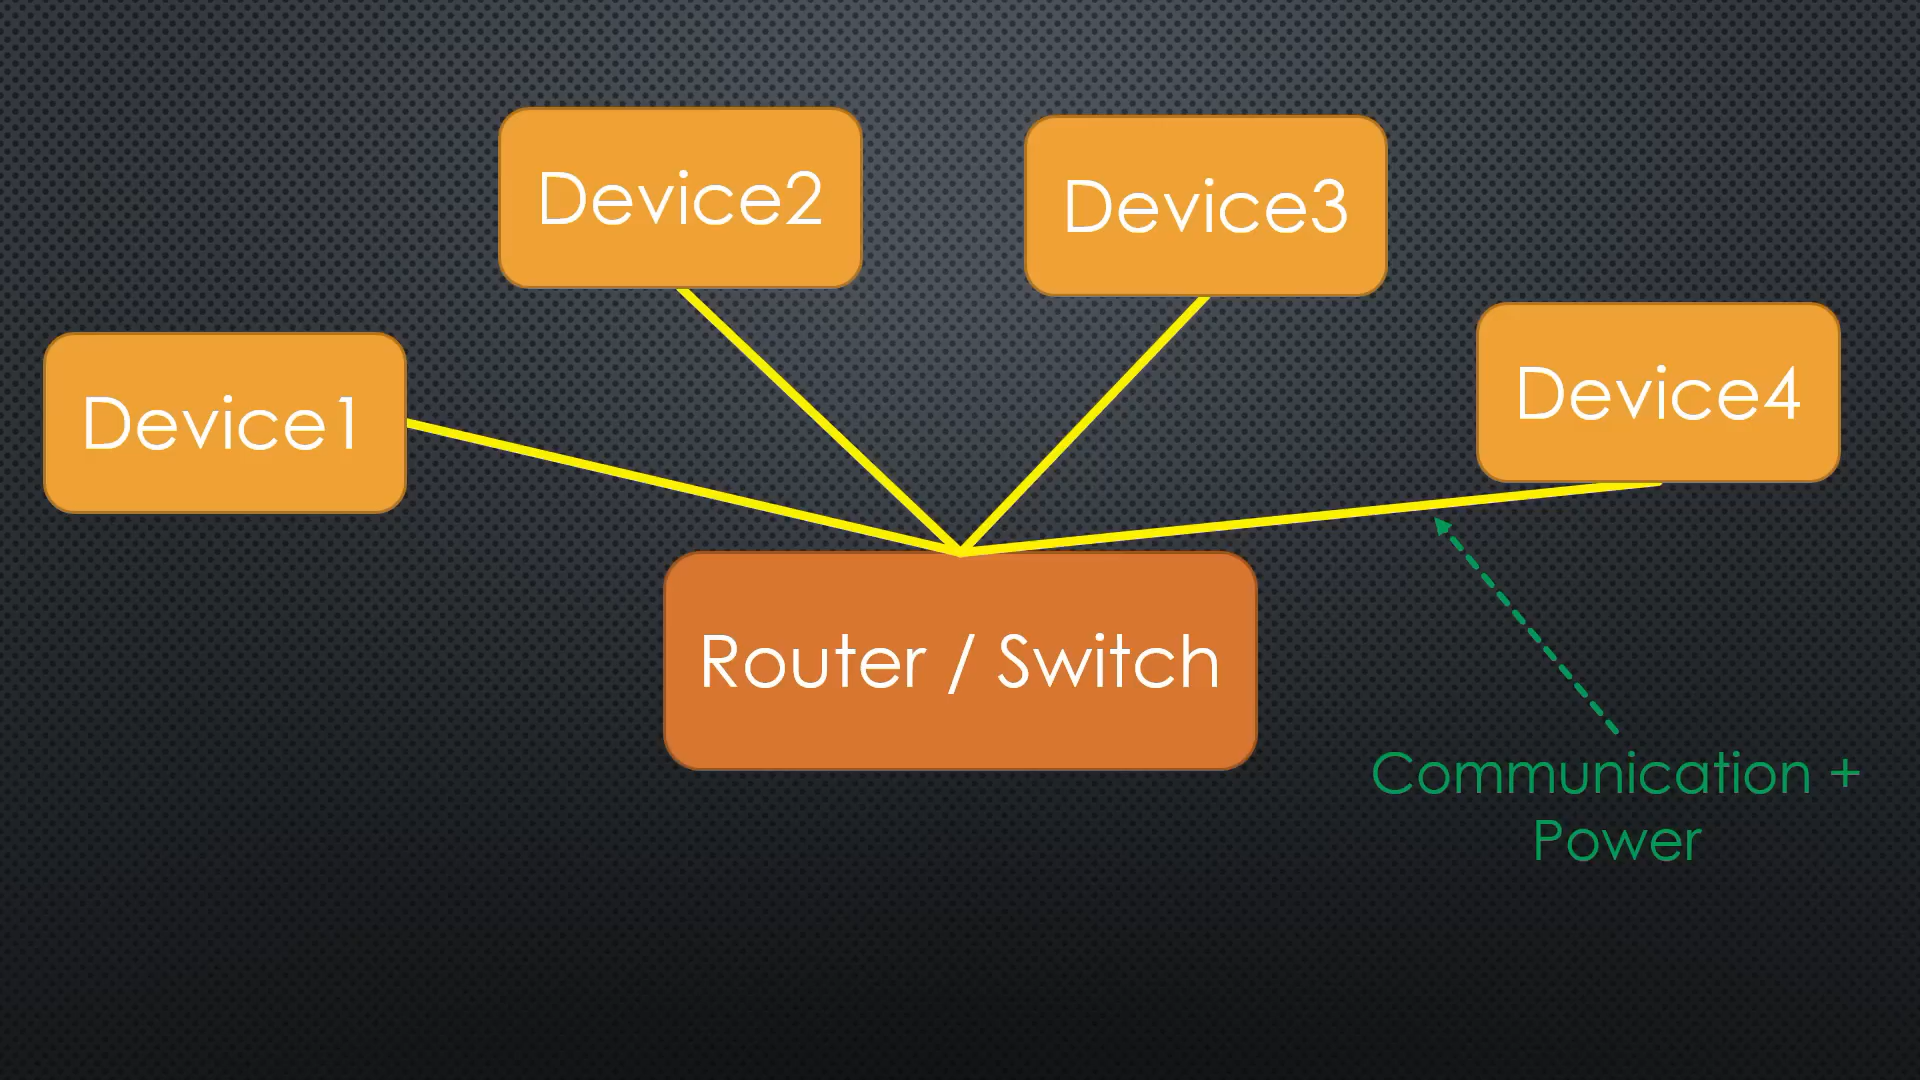 Device2
Device3
Device4
Device1
Router / Switch
Communication +
Power